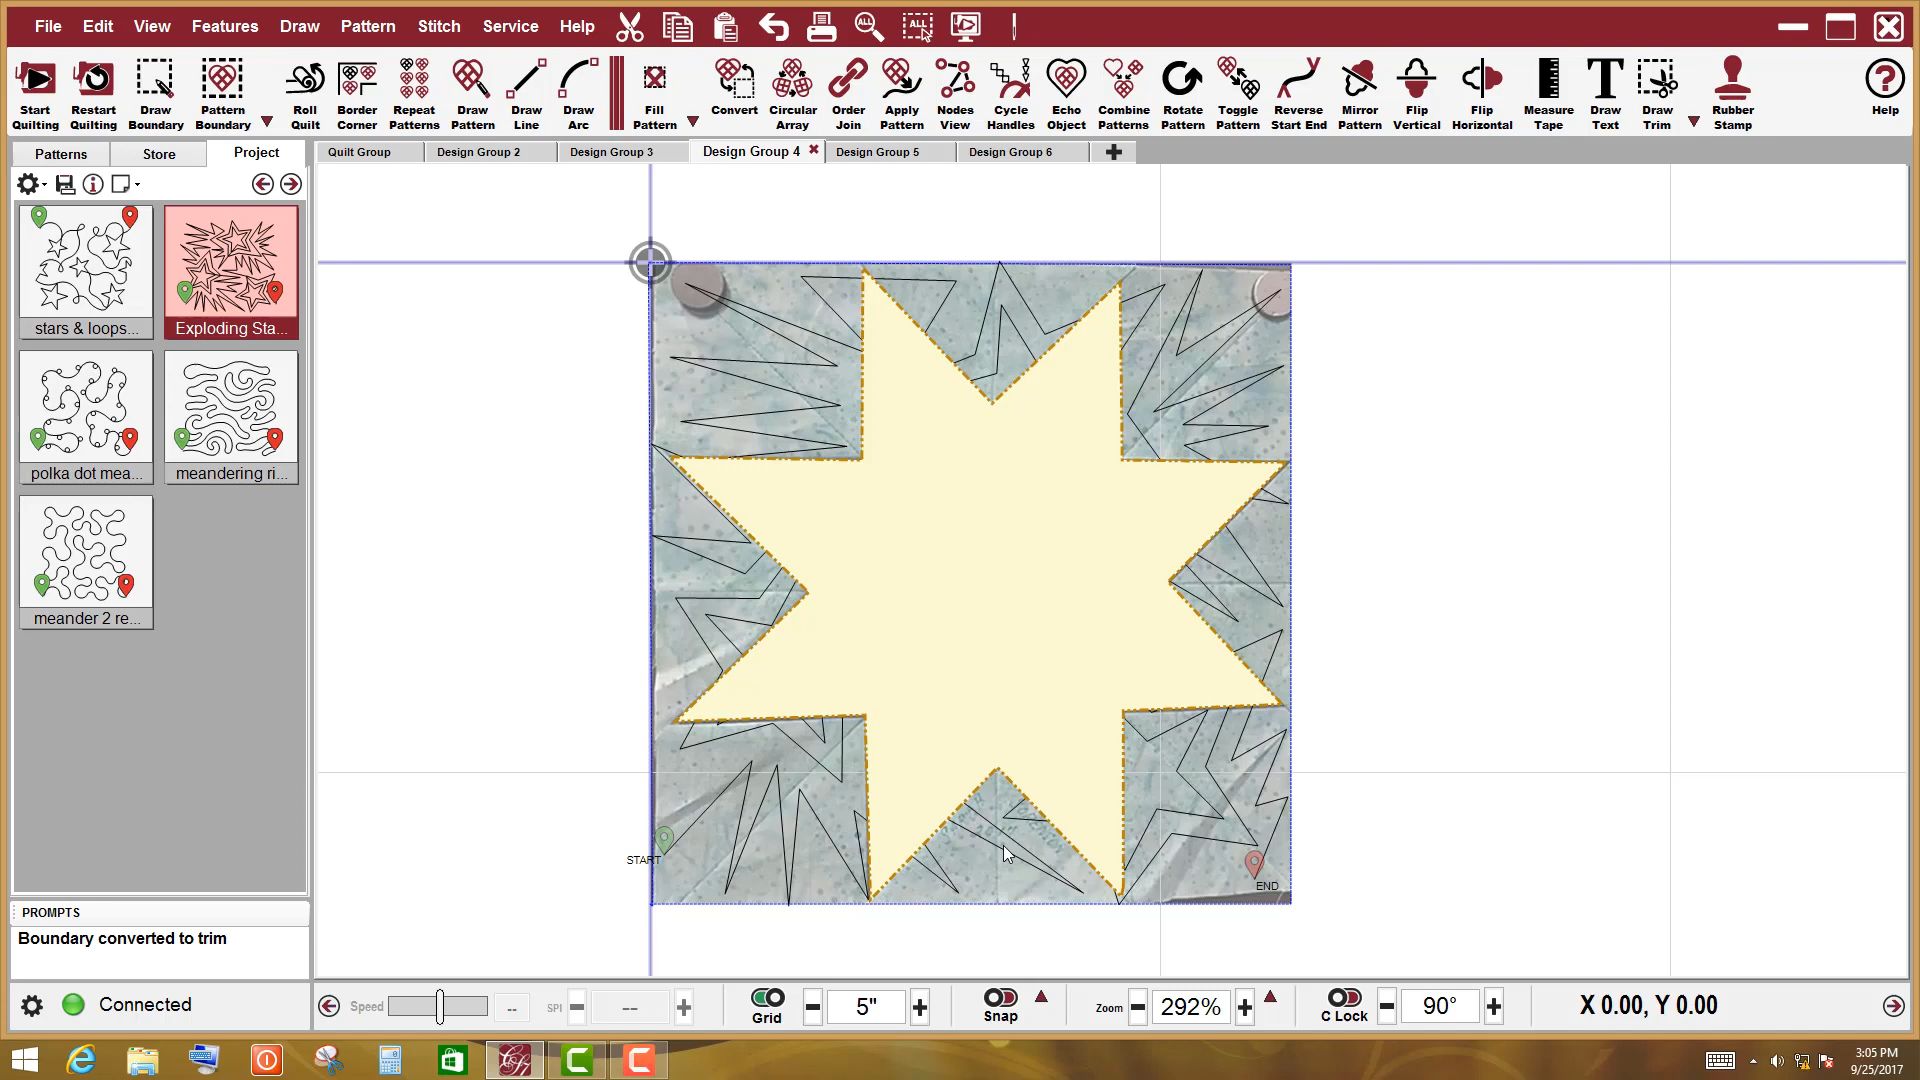 File Edit View Features Draw Pattern Stitch Service Help ALL ALL
Start Quilting
Restart Quilting
Draw Boundary
Pattern Boundary
Roll Quilt
Border Corner
Repeat Patterns
Draw Pattern
Draw Line
Draw Arc
Fill Pattern
Convert
Circular Array
Order Join
Apply Pattern
Nodes View
Cycle Handles
Echo Object
Combine Patterns
Rotate Pattern
Toggle Pattern
Reverse Start End
Mirror Pattern
Flip Vertical
Flip Horizontal
Measure Tape
Draw Text
Draw Trim
Rubber Stamp
Help
Patterns Store Project
Quilt Group Design Group 2 Design Group 3 Design Group 4 Design Group 5 Design Group 6
stars & loops... Exploding Sta...
polka dot mea... meandering ri...
meander 2 re...
START
END
PROMPTS
Boundary converted to trim
Connected
Speed -- SPI --
Grid 5"
Snap
Zoom 292%
C Lock 90°
X 0.00, Y 0.00
3:05 PM
9/25/2017